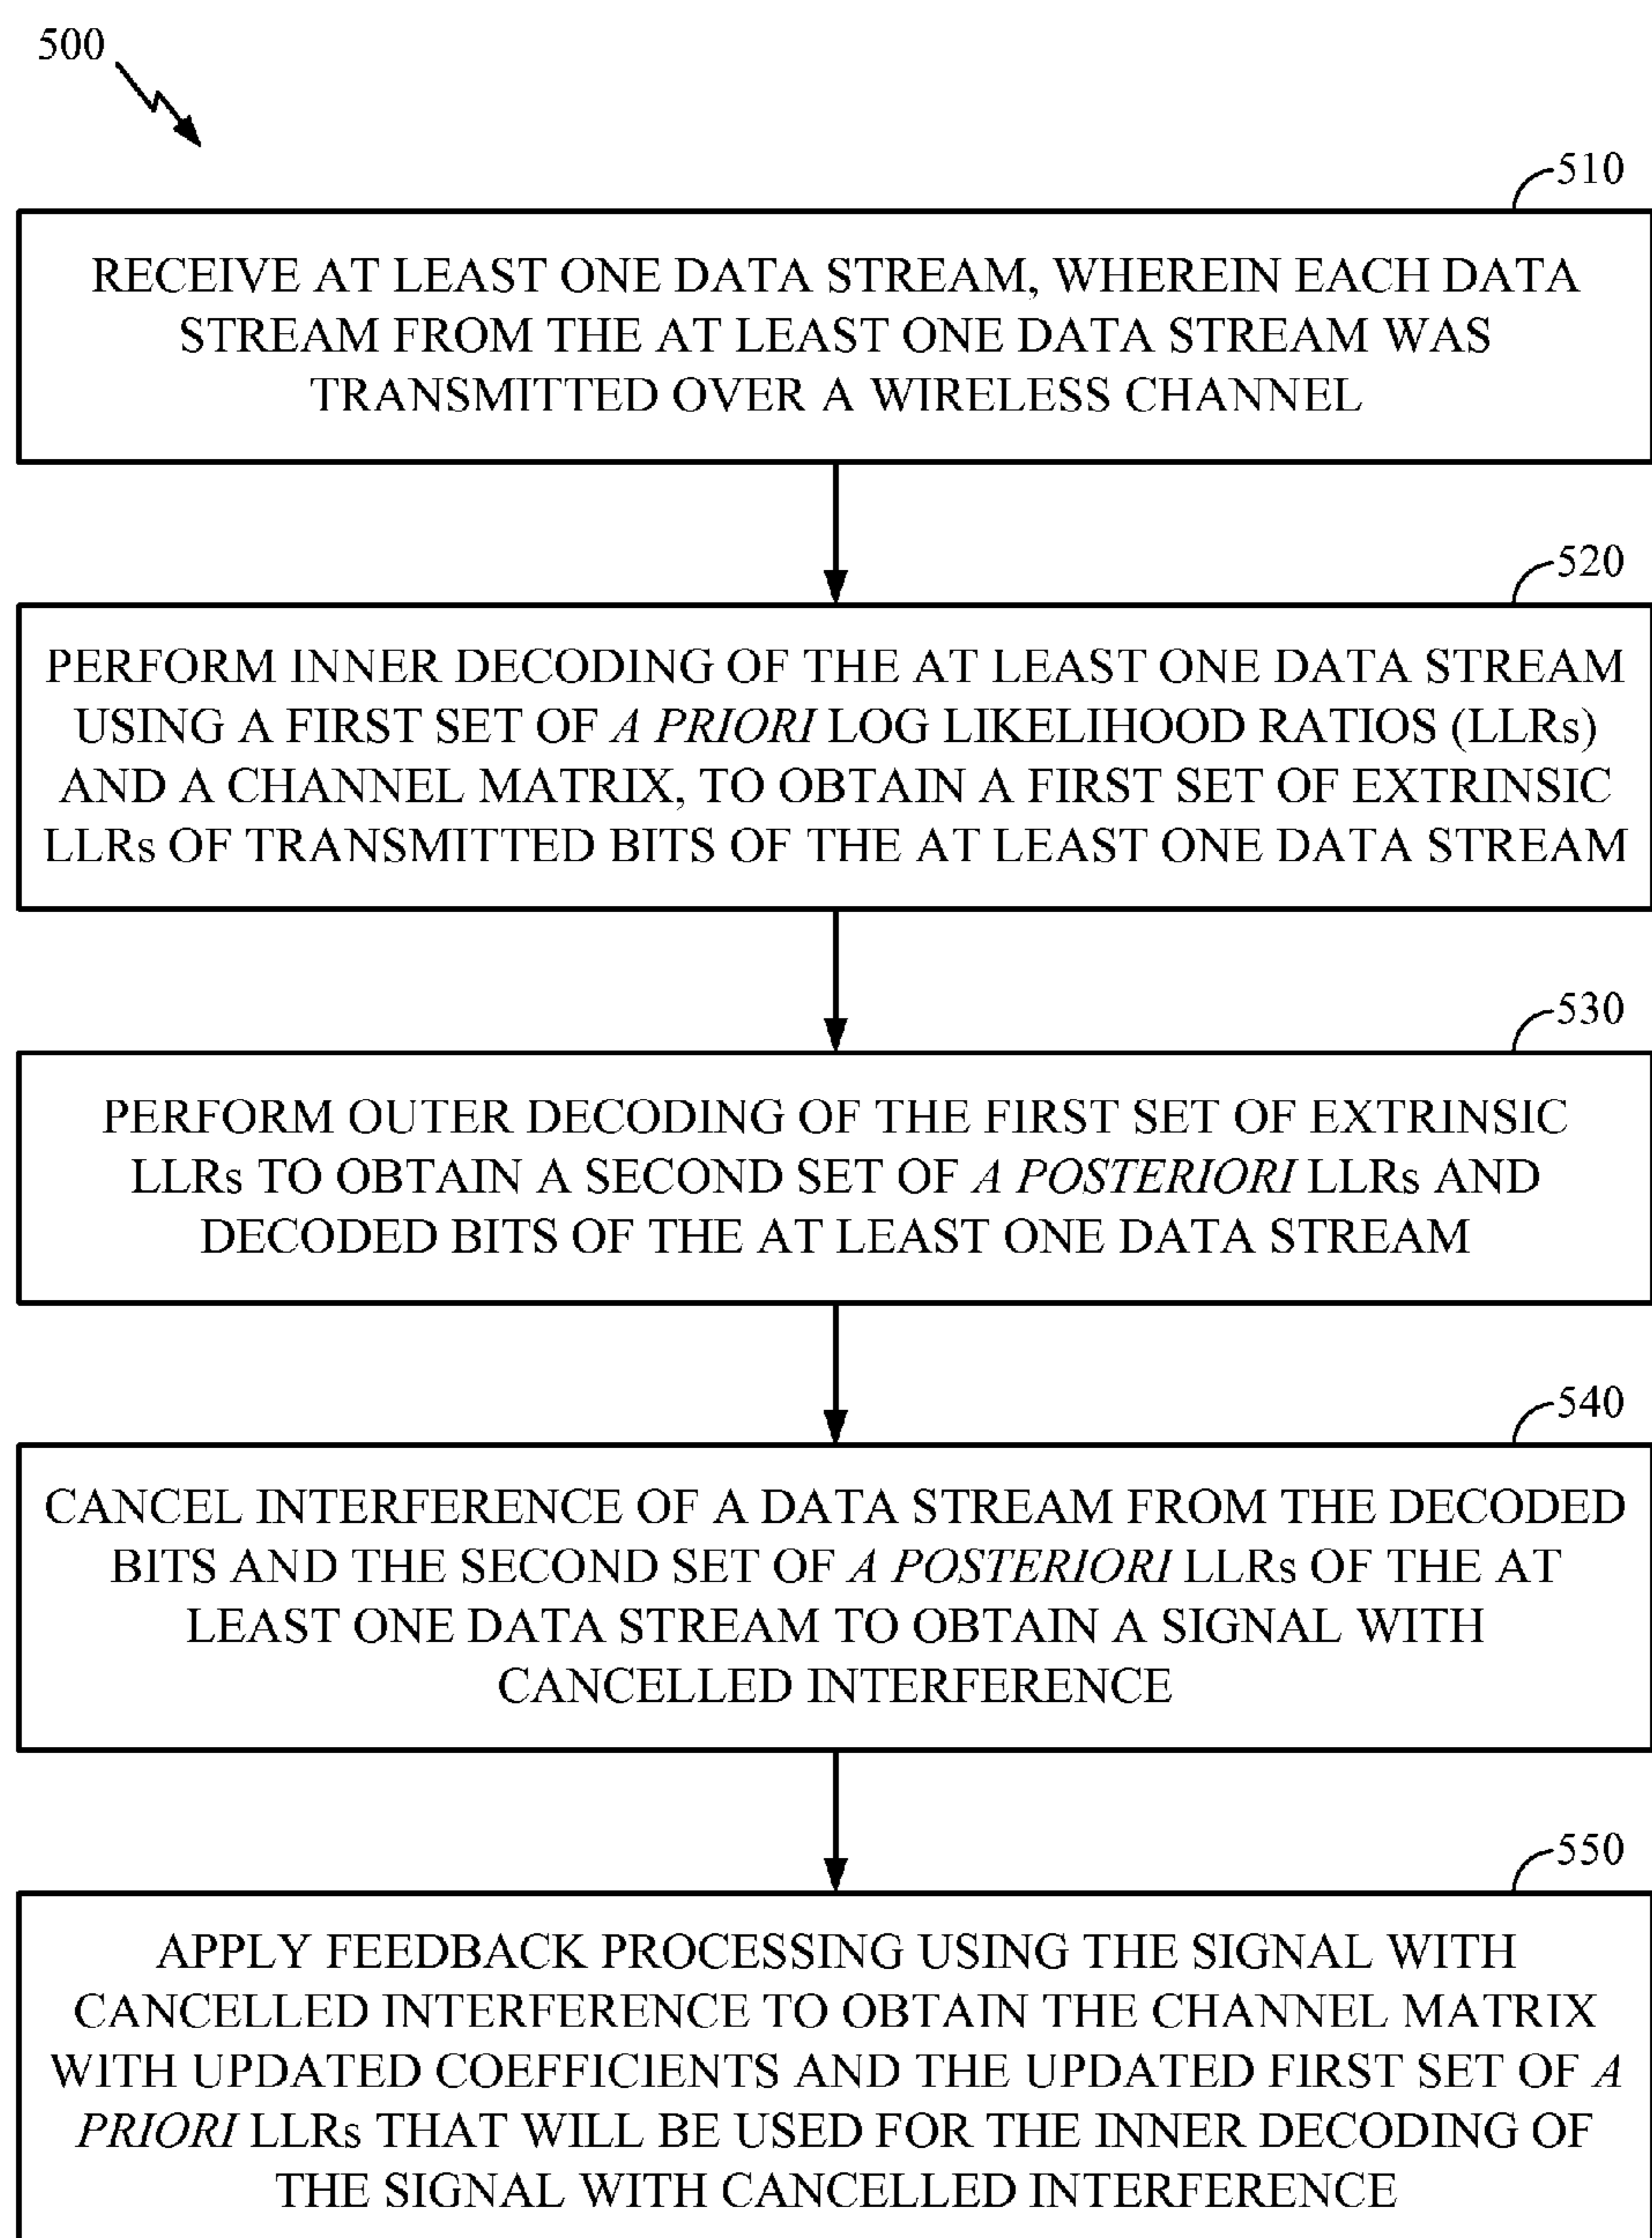 500
510
RECEIVE AT LEAST ONE DATA STREAM, WHEREIN EACH DATA
STREAM FROM THE AT LEAST ONE DATA STREAM WAS
TRANSMITTED OVER A WIRELESS CHANNEL
520
PERFORM INNER DECODING OF THE AT LEAST ONE DATA STREAM
USING A FIRST SET OF A PRIORI LOG LIKELIHOOD RATIOS (LLRs)
AND A CHANNEL MATRIX, TO OBTAIN A FIRST SET OF EXTRINSIC
LLRs OF TRANSMITTED BITS OF THE AT LEAST ONE DATA STREAM
530
PERFORM OUTER DECODING OF THE FIRST SET OF EXTRINSIC
LLRs TO OBTAIN A SECOND SET OF A POSTERIORI LLRs AND
DECODED BITS OF THE AT LEAST ONE DATA STREAM
540
CANCEL INTERFERENCE OF A DATA STREAM FROM THE DECODED
BITS AND THE SECOND SET OF A POSTERIORI LLRs OF THE AT
LEAST ONE DATA STREAM TO OBTAIN A SIGNAL WITH
CANCELLED INTERFERENCE
550
APPLY FEEDBACK PROCESSING USING THE SIGNAL WITH
CANCELLED INTERFERENCE TO OBTAIN THE CHANNEL MATRIX
WITH UPDATED COEFFICIENTS AND THE UPDATED FIRST SET OF A
PRIORI LLRs THAT WILL BE USED FOR THE INNER DECODING OF
THE SIGNAL WITH CANCELLED INTERFERENCE